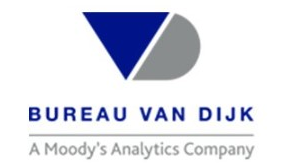 BUREAU VAN DIJK
A Moody's Analytics Company